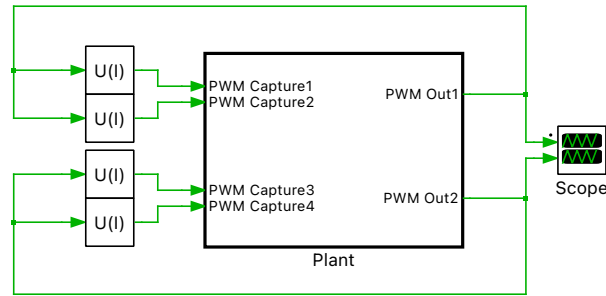 U(I)
U(I)
U(I)
U(I)
PWM Capture1
PWM Capture2
PWM Capture3
PWM Capture4
PWM Out1
PWM Out2
Plant
Scope